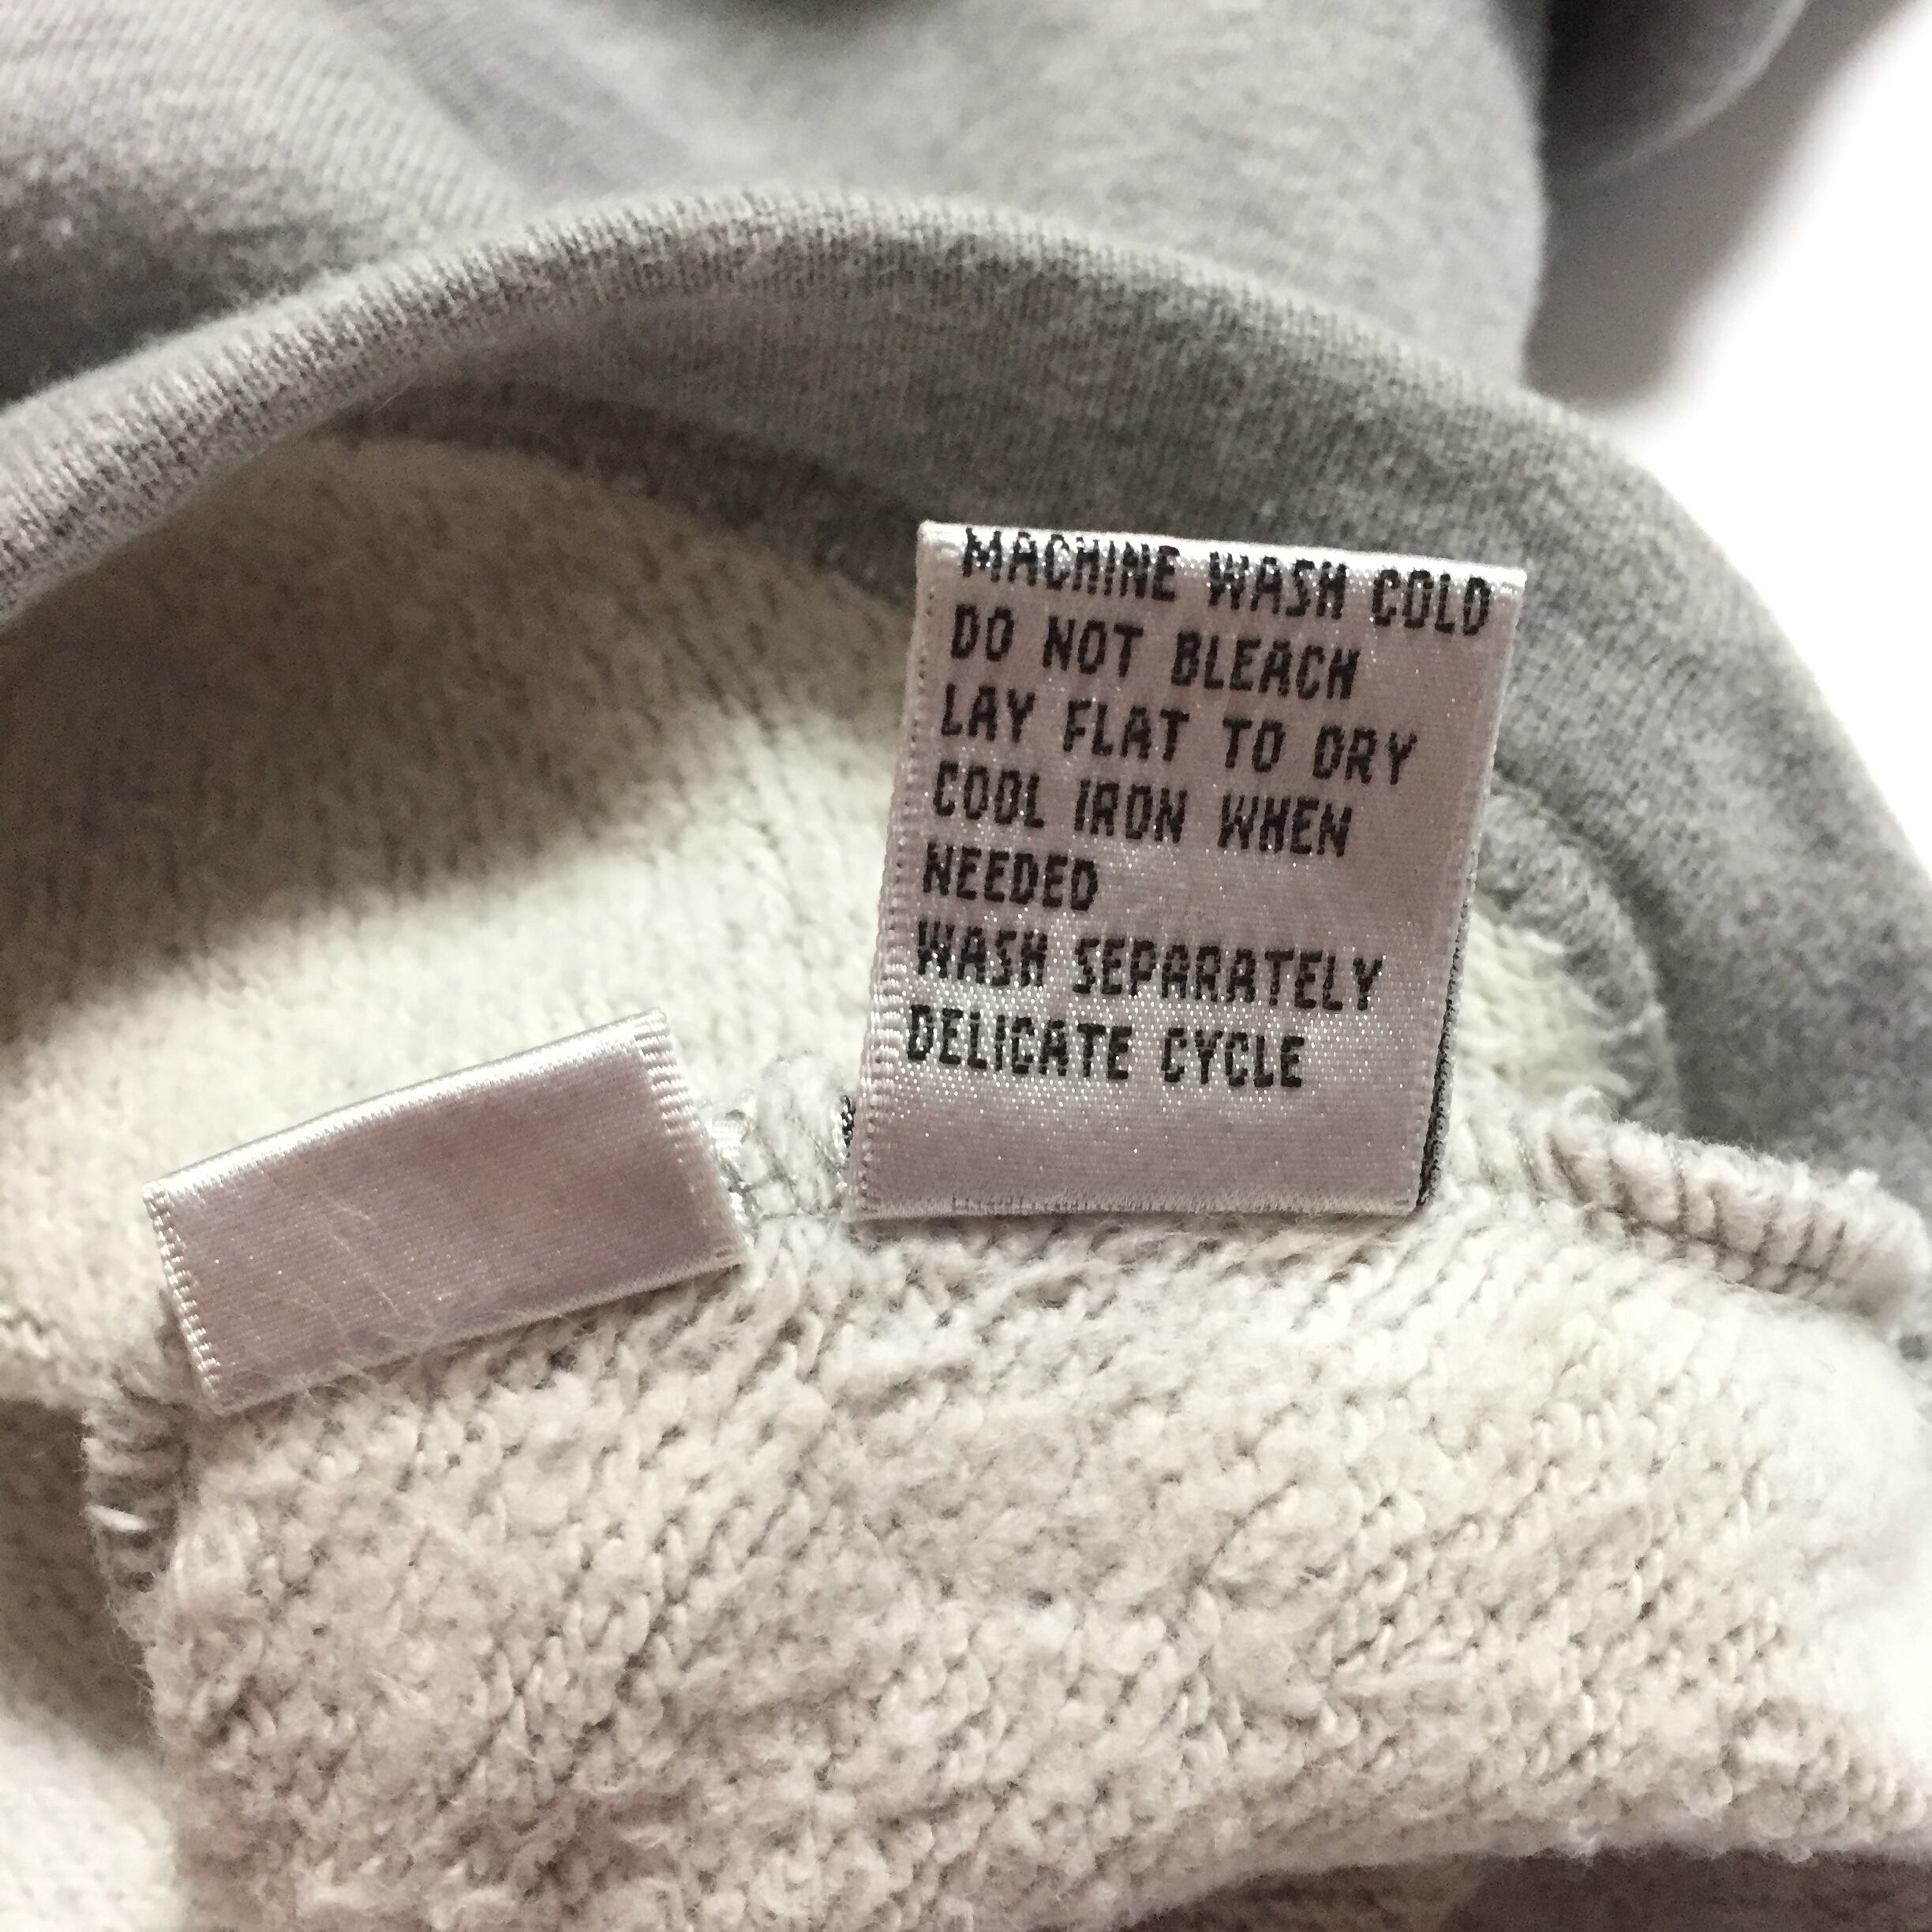 MACHINE WASH COLD
DO NOT BLEACH
LAY FLAT TO DRY
COOL IRON WHEN
NEEDED
WASH SEPARATELY
DELICATE CYCLE